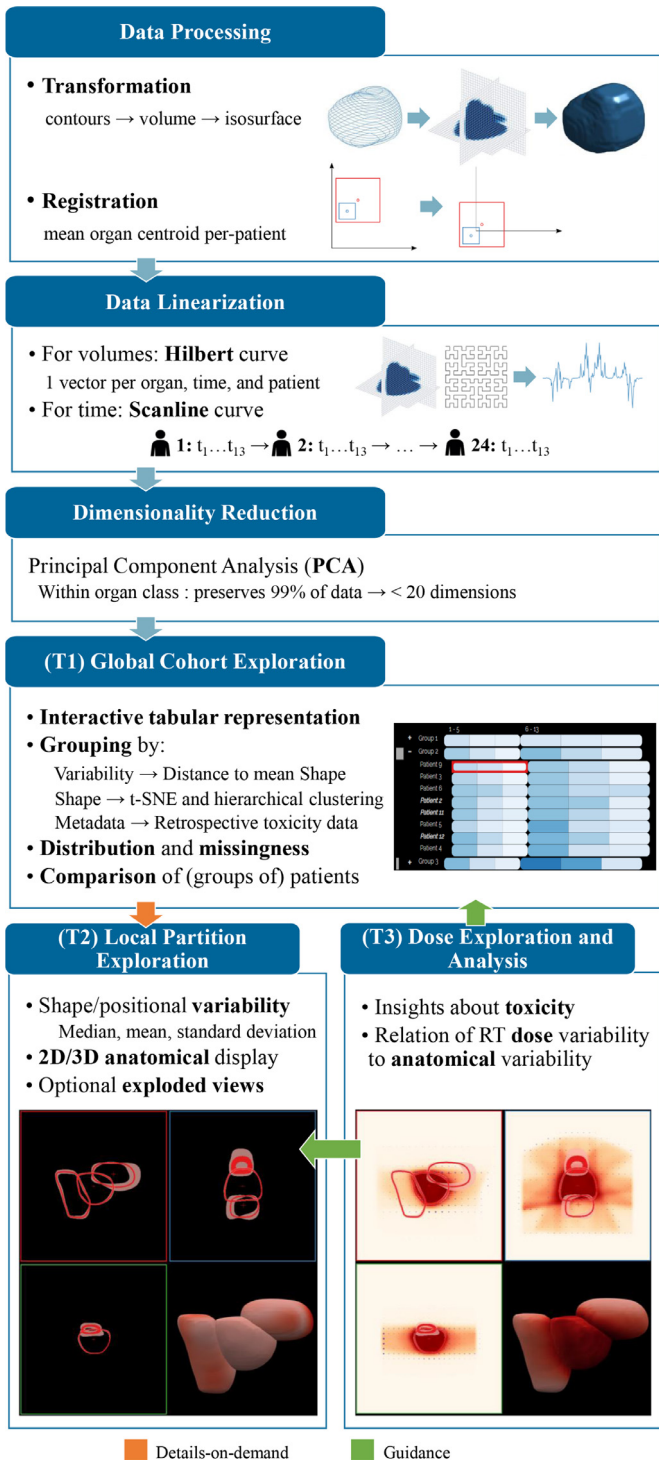 Data Processing
• Transformation
contours → volume → isosurface
• Registration
mean organ centroid per-patient
Data Linearization
• For volumes: Hilbert curve
1 vector per organ, time, and patient
• For time: Scanline curve
1: t₁…t₁₃ → 2: t₁…t₁₃ → … → 24: t₁…t₁₃
Dimensionality Reduction
Principal Component Analysis (PCA)
Within organ class : preserves 99% of data → < 20 dimensions
(T1) Global Cohort Exploration
• Interactive tabular representation
• Grouping by:
Variability → Distance to mean Shape
Shape → t-SNE and hierarchical clustering
Metadata → Retrospective toxicity data
• Distribution and missingness
• Comparison of (groups of) patients
1 - 5 6 - 13
+ Group 1
- Group 2
Patient 9
Patient 3
Patient 6
Patient 2
Patient 11
Patient 5
Patient 12
Patient 4
+ Group 3
(T2) Local Partition
Exploration
• Shape/positional variability
Median, mean, standard deviation
• 2D/3D anatomical display
• Optional exploded views
(T3) Dose Exploration and
Analysis
• Insights about toxicity
• Relation of RT dose variability
to anatomical variability
Details-on-demand
Guidance